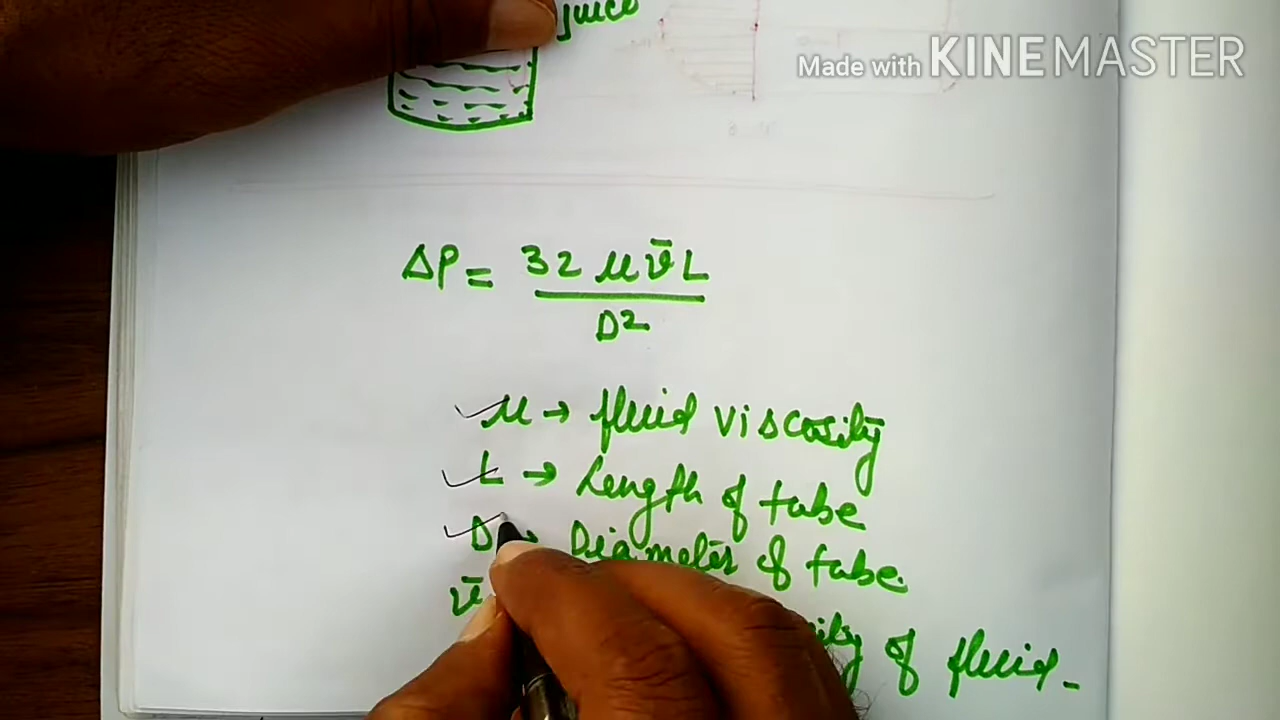 juice
Made with KINEMASTER
ΔP = 32 μ v̄ L
D²
μ → fluid viscosity
L → Length of tube
D → Diameter of tube
v̄
of fluid.